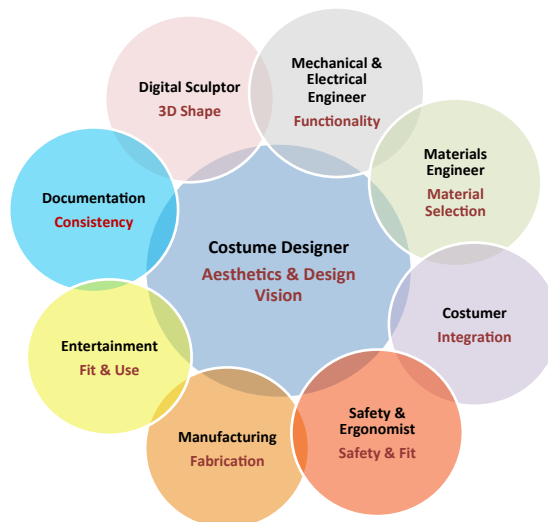 Mechanical &
Electrical
Engineer
Functionality
Digital Sculptor
3D Shape
Materials
Engineer
Material
Selection
Documentation
Consistency
Costume Designer
Aesthetics & Design
Vision
Costumer
Integration
Entertainment
Fit & Use
Safety &
Ergonomist
Safety & Fit
Manufacturing
Fabrication